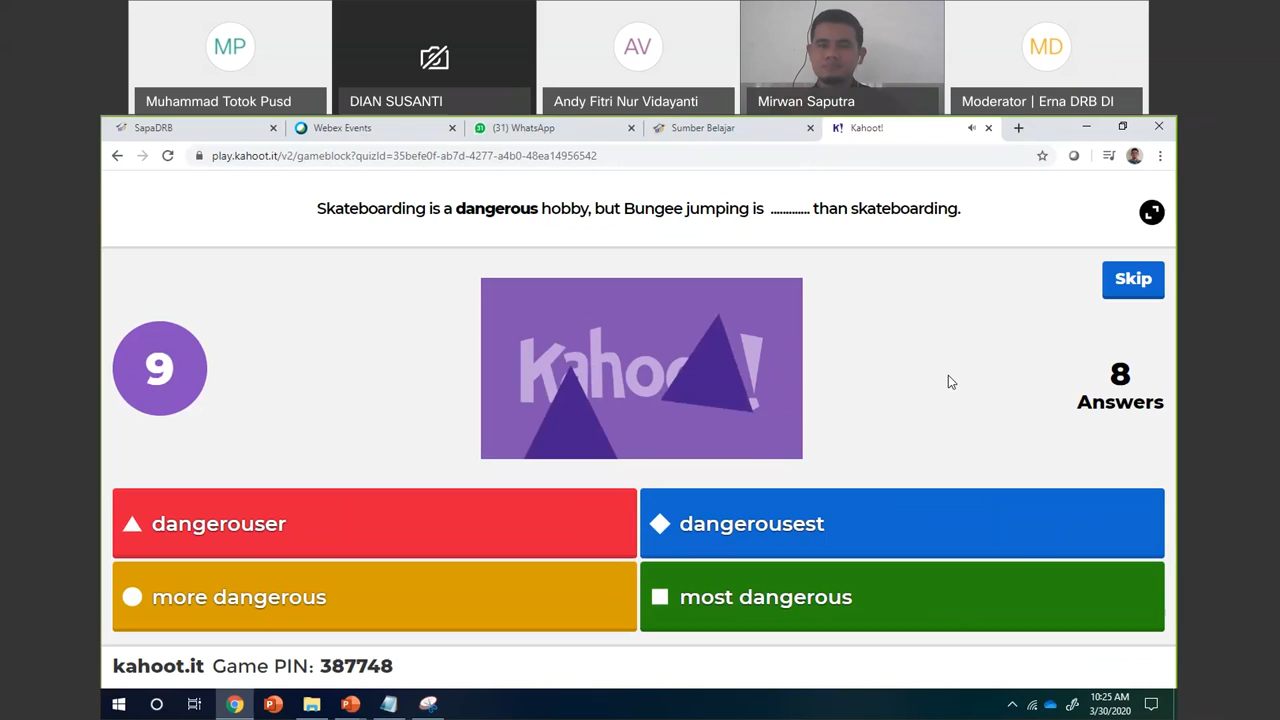 MP
AV
MD
Muhammad Totok Pusd
DIAN SUSANTI
Andy Fitri Nur Vidayanti
Mirwan Saputra
Moderator | Erna DRB DI
SapaDRB
Webex Events
(31) WhatsApp
Sumber Belajar
K! Kahoot!
play.kahoot.it/v2/gameblock?quizId=35befe0f-ab7d-4277-a4b0-48ea14956542
Skateboarding is a dangerous hobby, but Bungee jumping is ............. than skateboarding.
Skip
9
Kahoot!
8
Answers
dangerouser
dangerousest
more dangerous
most dangerous
kahoot.it Game PIN: 387748
10:25 AM
3/30/2020